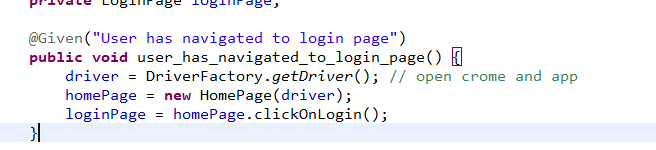 private LoginPage loginPage;
@Given("User has navigated to login page")
public void user_has_navigated_to_login_page() {
driver = DriverFactory.getDriver(); // open crome and app
homePage = new HomePage(driver);
loginPage = homePage.clickOnLogin();
}